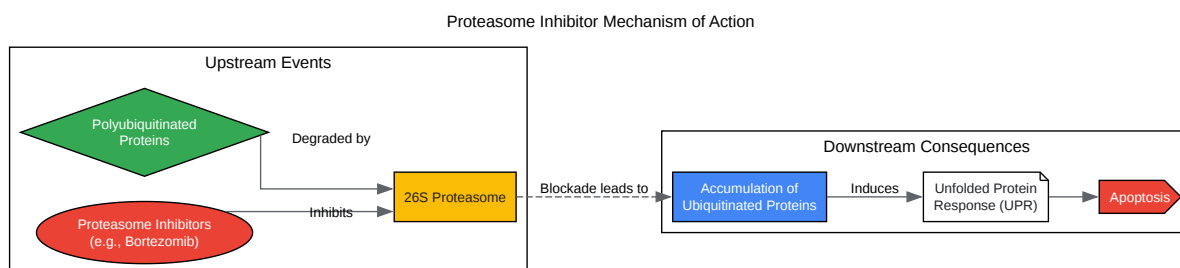 Proteasome Inhibitor Mechanism of Action
Upstream Events
Polyubiquitinated
Proteins
Degraded by
Proteasome Inhibitors
(e.g., Bortezomib)
Inhibits
26S Proteasome
Blockade leads to
Downstream Consequences
Accumulation of
Ubiquitinated Proteins
Induces
Unfolded Protein
Response (UPR)
Apoptosis